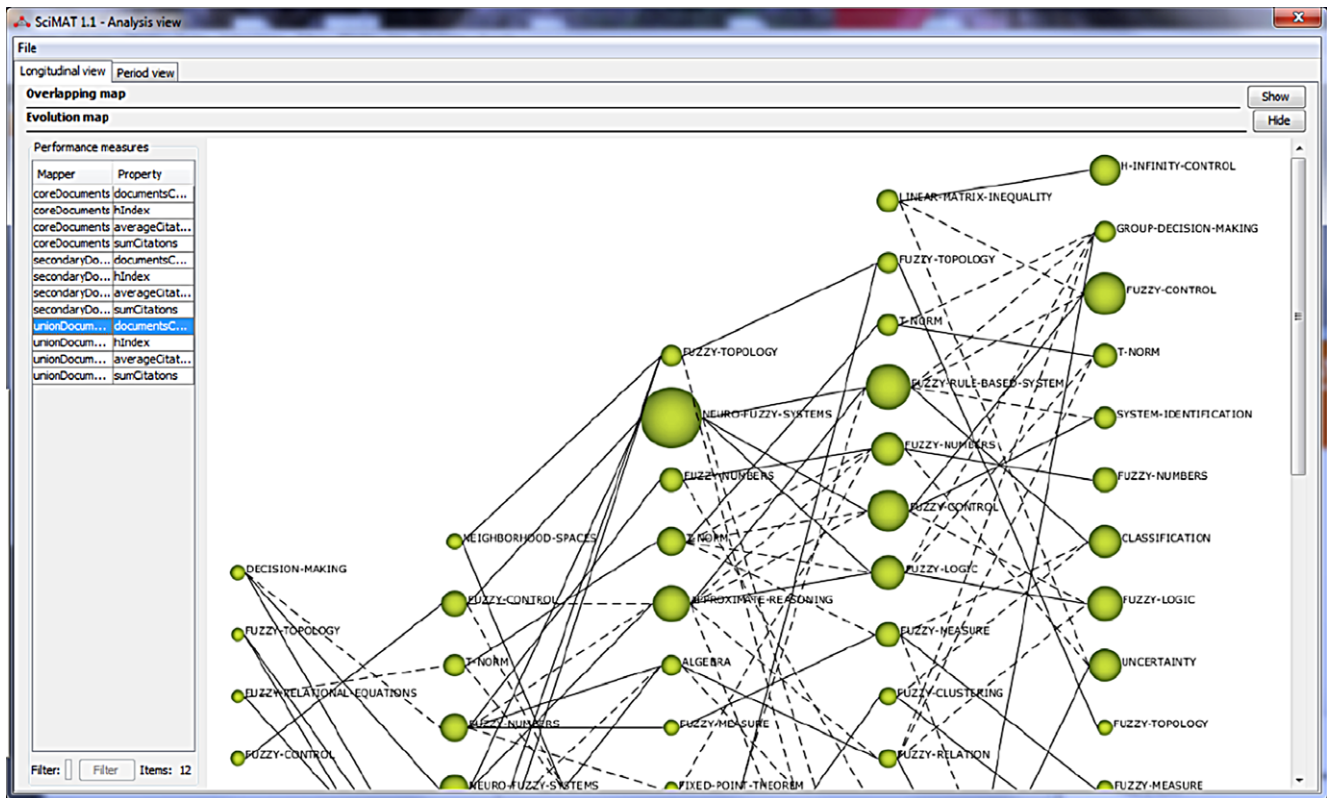 SciMAT 1.1 - Analysis view
File
Longitudinal view Period view
Overlapping map Show
Evolution map Hide
Performance measures
Mapper Property
coreDocuments documentsC...
coreDocuments hIndex
coreDocuments averageCitat...
coreDocuments sumCitatons
secondaryDo... documentsC...
secondaryDo... hIndex
secondaryDo... averageCitat...
secondaryDo... sumCitatons
unionDocum... documentsC...
unionDocum... hIndex
unionDocum... averageCitat...
unionDocum... sumCitatons
Filter: Filter Items: 12
DECISION-MAKING
FUZZY-TOPOLOGY
FUZZY-RELATIONAL-EQUATIONS
FUZZY-CONTROL
NEIGHBORHOOD-SPACES
FUZZY-CONTROL
T-NORM
FUZZY-NUMBERS
NEURO-FUZZY-SYSTEMS
FUZZY-TOPOLOGY
NEURO-FUZZY-SYSTEMS
FUZZY-NUMBERS
T-NORM
APPROXIMATE-REASONING
ALGEBRA
FUZZY-MEASURE
FIXED-POINT-THEOREM
LINEAR-MATRIX-INEQUALITY
FUZZY-TOPOLOGY
T-NORM
FUZZY-RULE-BASED-SYSTEM
FUZZY-NUMBERS
FUZZY-CONTROL
FUZZY-LOGIC
FUZZY-MEASURE
FUZZY-CLUSTERING
FUZZY-RELATION
H-INFINITY-CONTROL
GROUP-DECISION-MAKING
FUZZY-CONTROL
T-NORM
SYSTEM-IDENTIFICATION
FUZZY-NUMBERS
CLASSIFICATION
FUZZY-LOGIC
UNCERTAINTY
FUZZY-TOPOLOGY
FUZZY-MEASURE